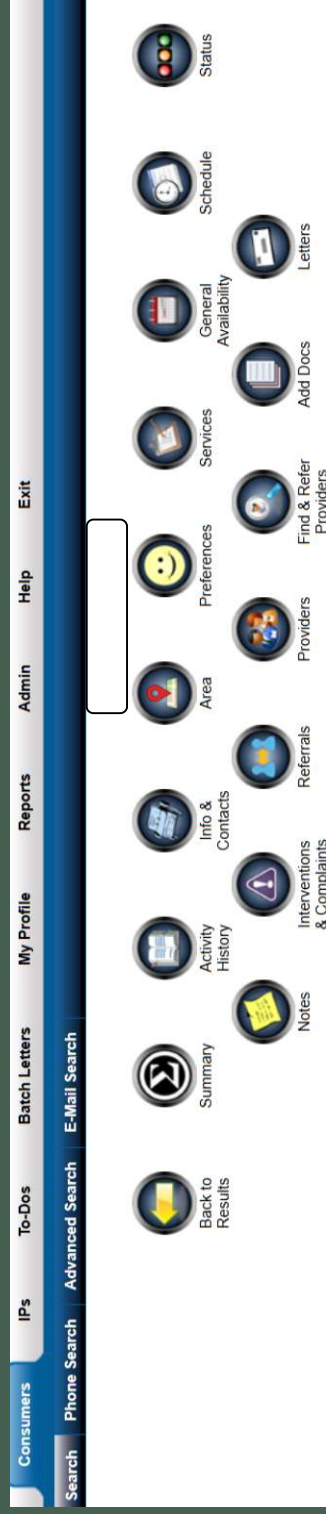 Consumers
IPs
To-Dos
Batch Letters
My Profile
Reports
Admin
Help
Exit
Search
Phone Search
Advanced Search
E-Mail Search
Back to
Results
Summary
Activity
History
Info &
Contacts
Area
Preferences
Services
General
Availability
Schedule
Status
Notes
Interventions
& Complaints
Referrals
Providers
Find & Refer
Providers
Add Docs
Letters